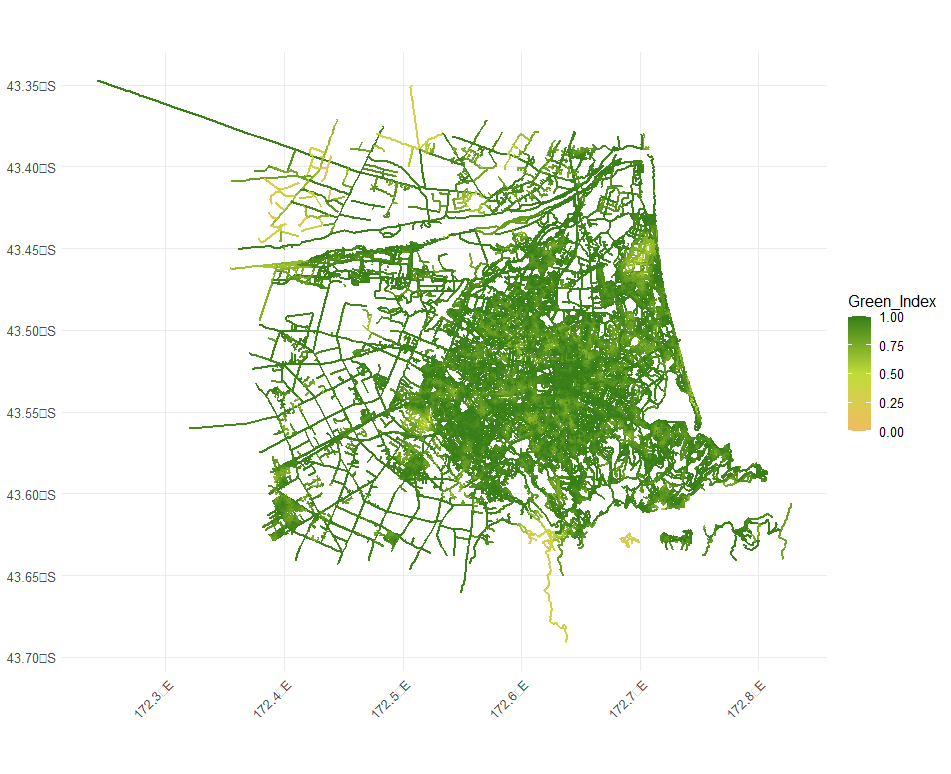 43.35□S
43.40□S
43.45□S
43.50□S
43.55□S
43.60□S
43.65□S
43.70□S
172.3□E
172.4□E
172.5□E
172.6□E
172.7□E
172.8□E
Green_Index
1.00
0.75
0.50
0.25
0.00